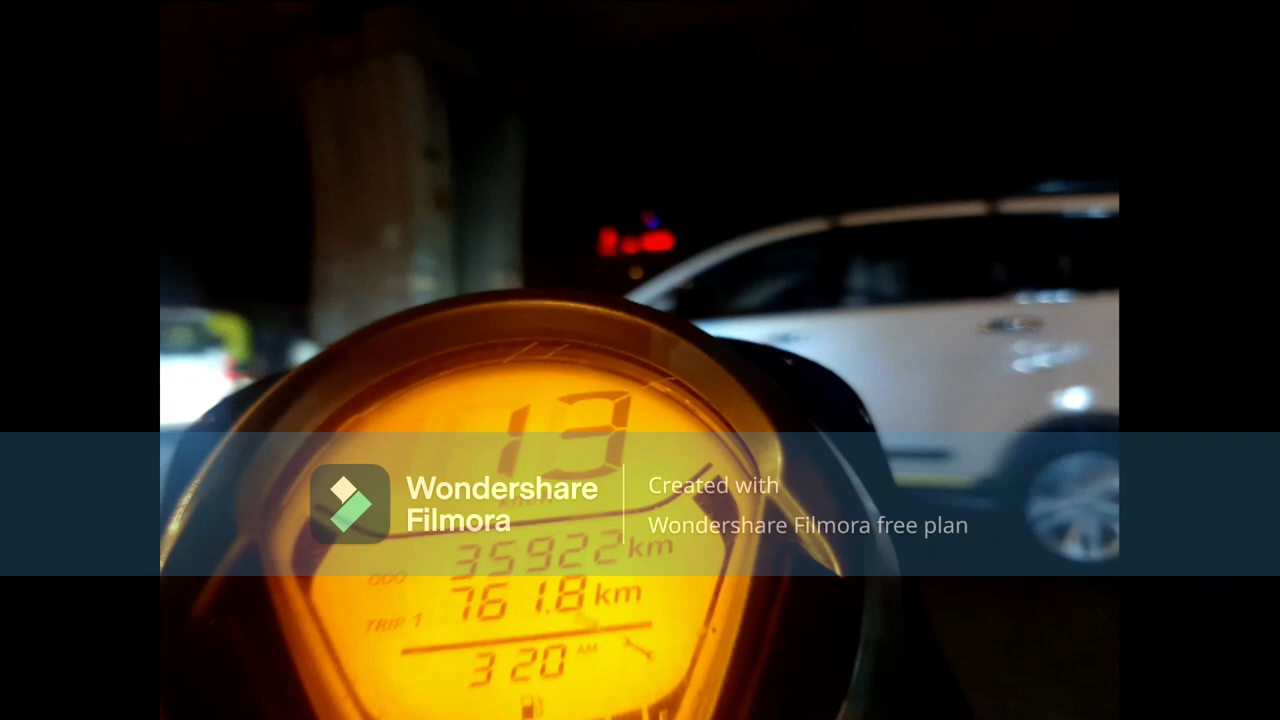 13
Wondershare
Filmora
Created with
Wondershare Filmora free plan
ODO 35922 km
TRIP 1 761.8 km
3 20 AM